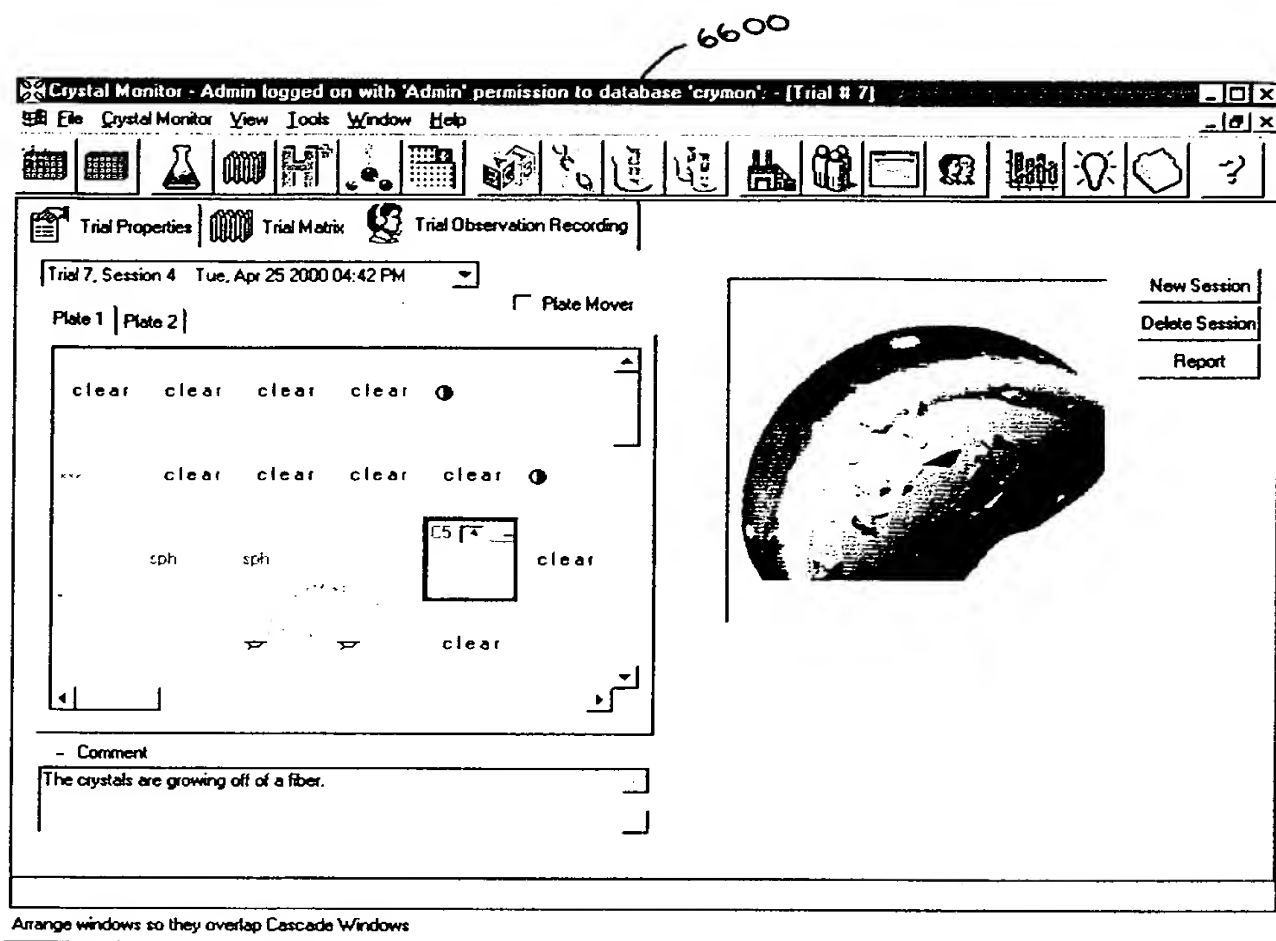 6600
Crystal Monitor - Admin logged on with 'Admin' permission to database 'crymon': - [Trial # 7]
File Crystal Monitor View Tools Window Help
Trial Properties Trial Matrix Trial Observation Recording
Trial 7, Session 4 Tue, Apr 25 2000 04:42 PM
Plate Mover
Plate 1 Plate 2
clear clear clear clear
clear clear clear clear
C5
sph sph clear
clear
New Session
Delete Session
Report
- Comment
The crystals are growing off of a fiber.
Arrange windows so they overlap Cascade Windows